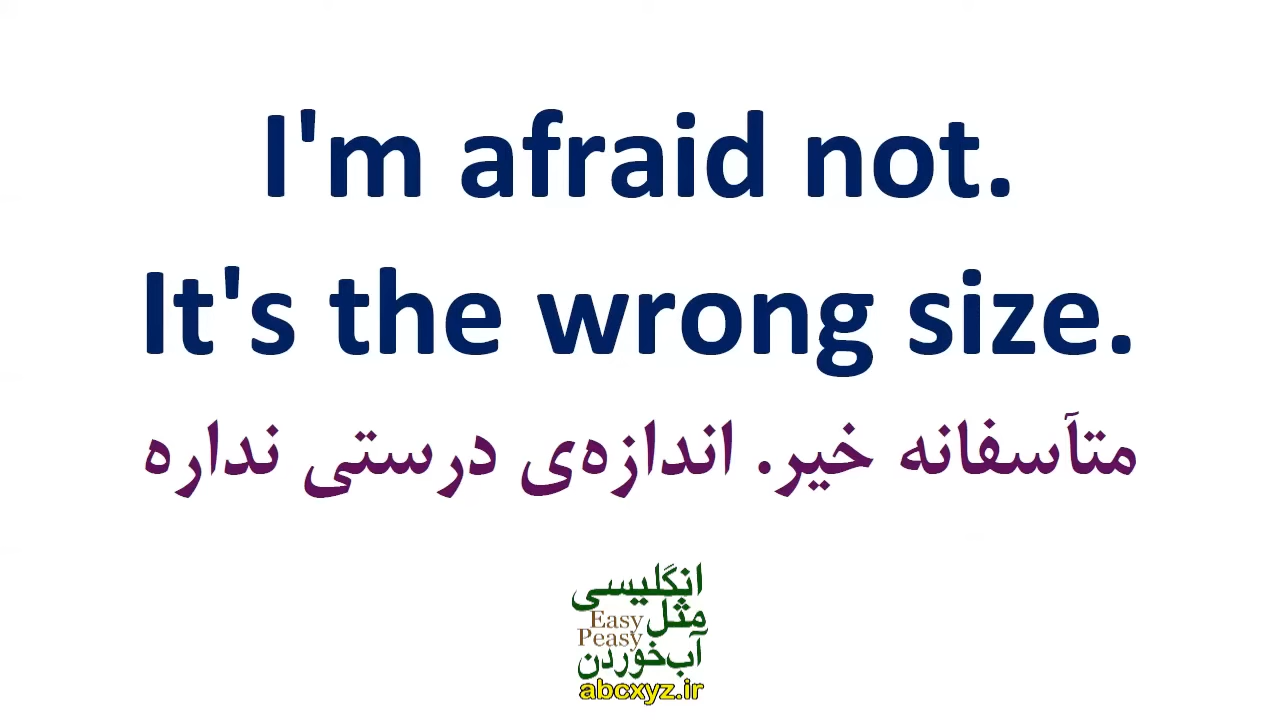 I'm afraid not.
It's the wrong size.
متآسفانه خیر. اندازه‌ی درستی نداره
انگلیسی
مثل
Easy
Peasy
آب‌خوردن
abcxyz.ir